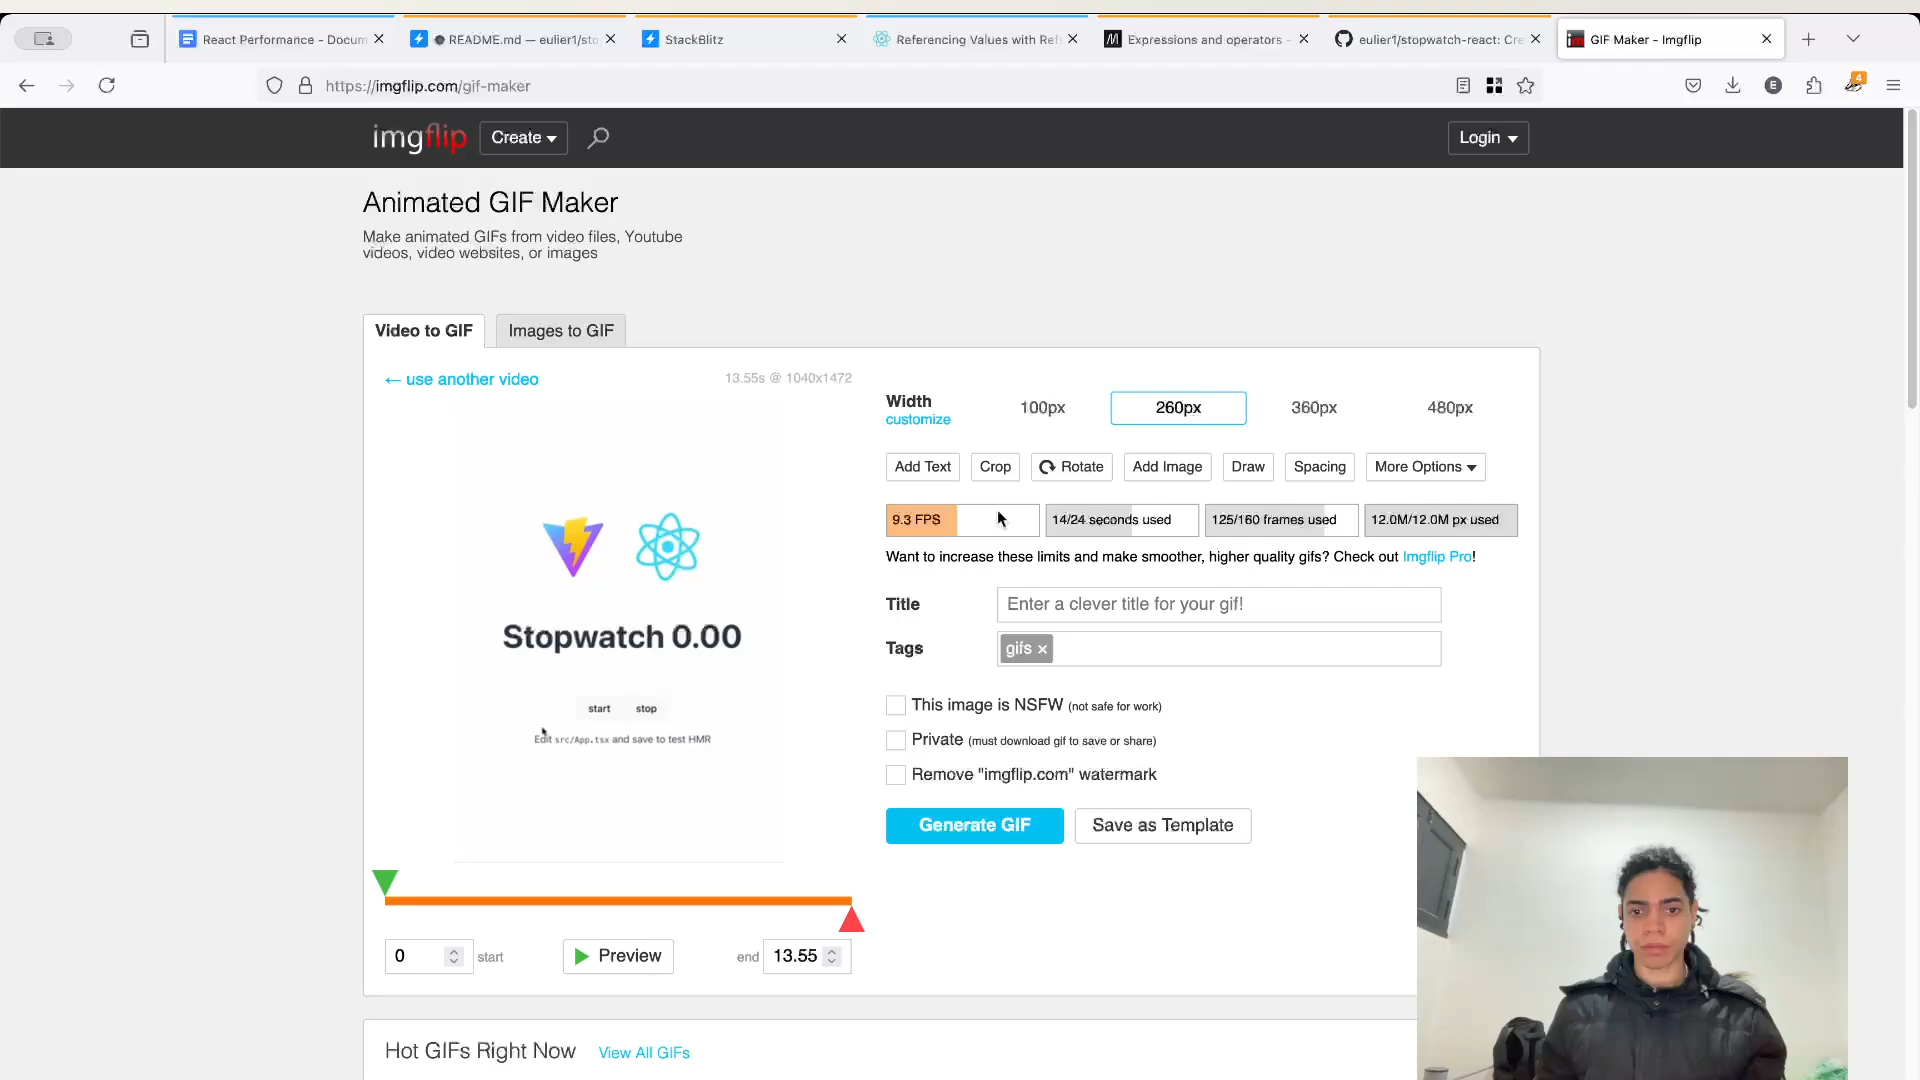 React Performance - Docum
README.md — eulier1/sto
StackBlitz
Referencing Values with Ref
Expressions and operators -
eulier1/stopwatch-react: Cre
GIF Maker - Imgflip
https://imgflip.com/gif-maker
E
4
imgflip
Create
Login
Animated GIF Maker
Make animated GIFs from video files, Youtube
videos, video websites, or images
Video to GIF
Images to GIF
← use another video
13.55s @ 1040x1472
Width
customize
100px
260px
360px
480px
Add Text
Crop
Rotate
Add Image
Draw
Spacing
More Options
9.3 FPS
14/24 seconds used
125/160 frames used
12.0M/12.0M px used
Want to increase these limits and make smoother, higher quality gifs? Check out Imgflip Pro!
Stopwatch 0.00
start
stop
Edit src/App.tsx and save to test HMR
Title
Enter a clever title for your gif!
Tags
gifs ×
This image is NSFW (not safe for work)
Private (must download gif to save or share)
Remove "imgflip.com" watermark
Generate GIF
Save as Template
0
start
Preview
end
13.55
Hot GIFs Right Now
View All GIFs